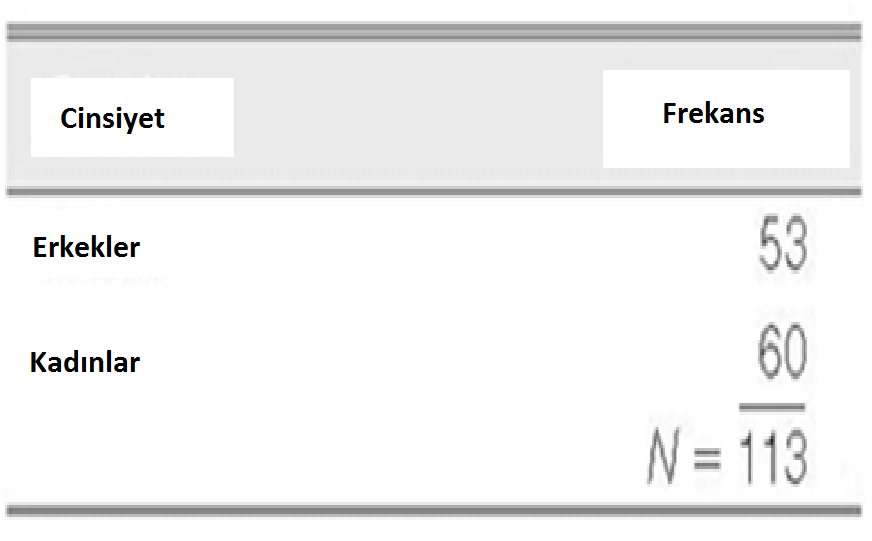 Cinsiyet Frekans
Erkekler 53
Kadınlar 60
N = 113